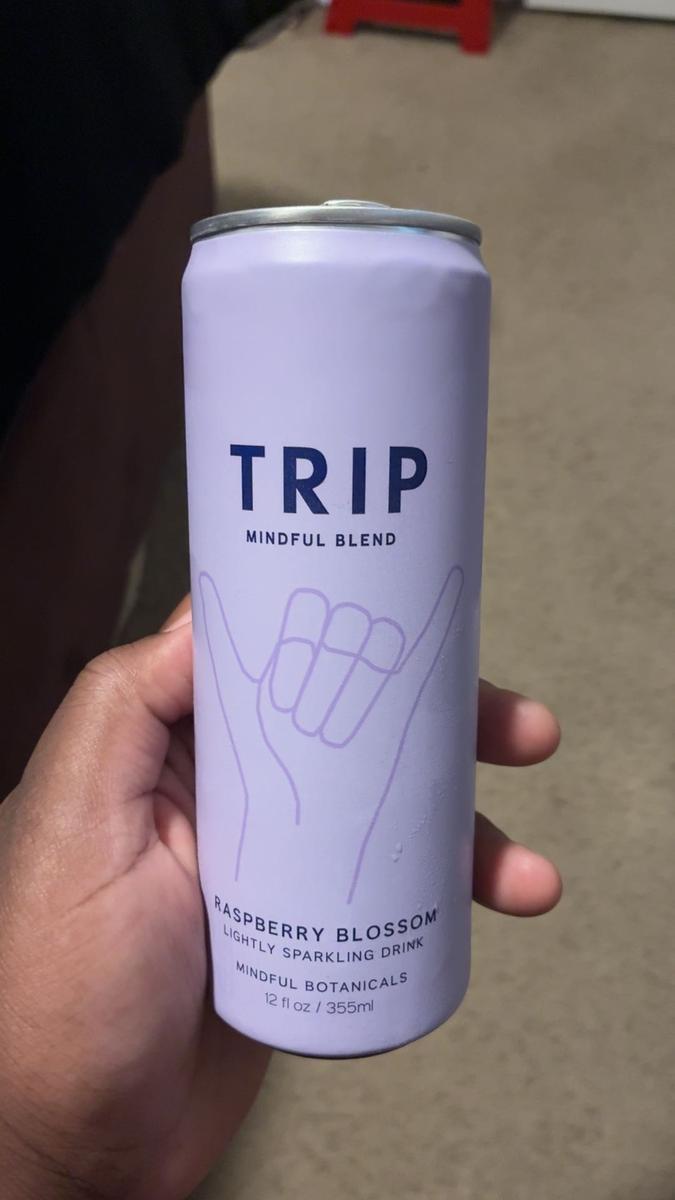 TRIP
MINDFUL BLEND
RASPBERRY BLOSSOM
LIGHTLY SPARKLING DRINK
MINDFUL BOTANICALS
12 fl oz / 355ml